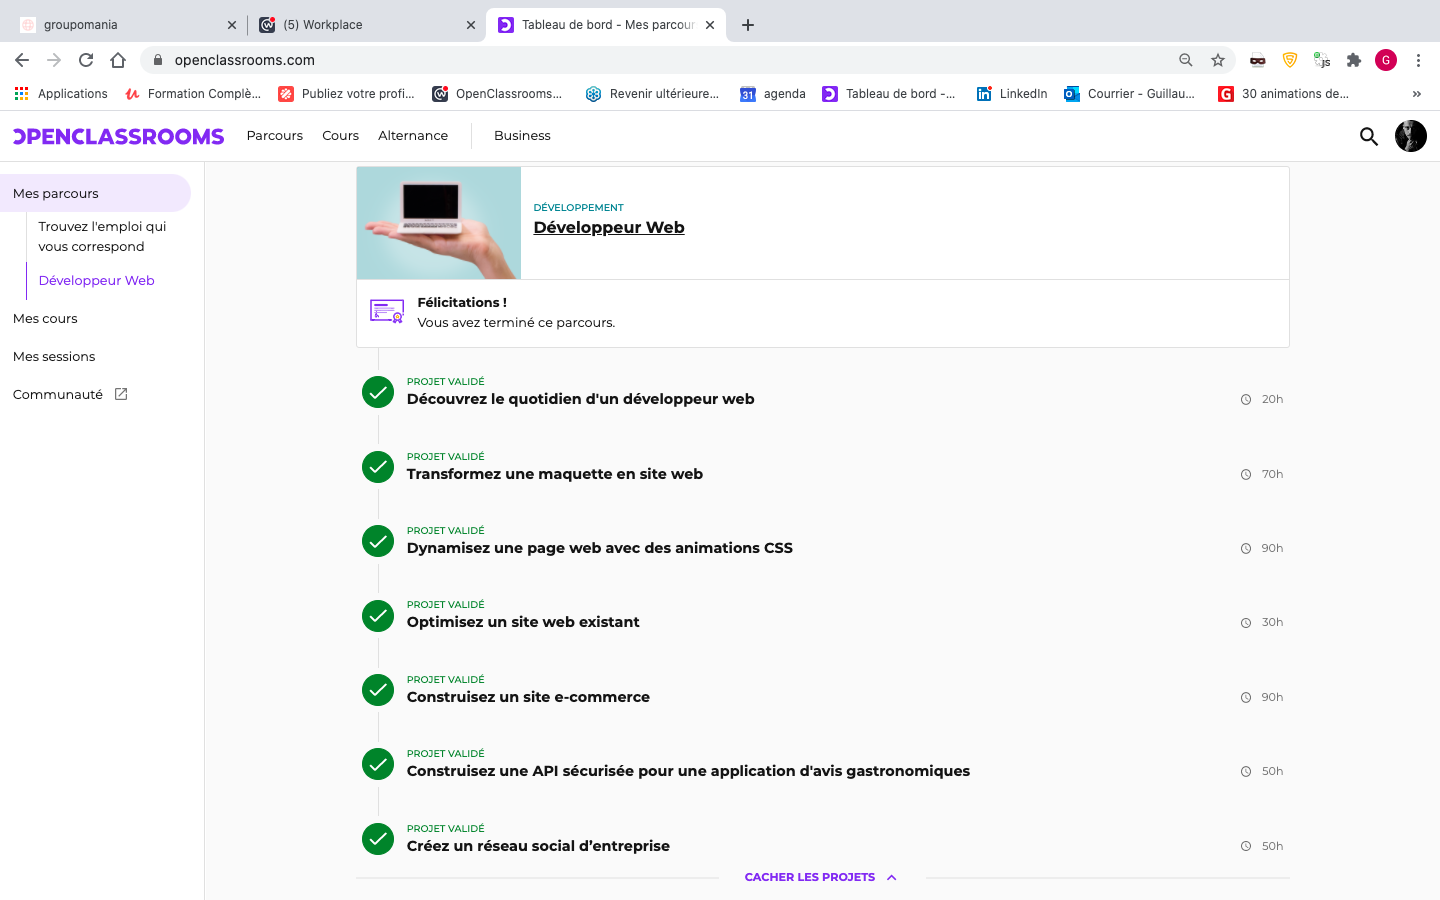 groupomania
(5) Workplace
Tableau de bord - Mes parcour
openclassrooms.com
Applications
Formation Complè...
Publiez votre profi...
OpenClassrooms...
Revenir ultérieure...
31
agenda
Tableau de bord -...
LinkedIn
Courrier - Guillau...
30 animations de...
OPENCLASSROOMS
Parcours
Cours
Alternance
Business
Mes parcours
Trouvez l'emploi qui
vous correspond
Développeur Web
Mes cours
Mes sessions
Communauté
DÉVELOPPEMENT
Développeur Web
Félicitations !
Vous avez terminé ce parcours.
PROJET VALIDÉ
Découvrez le quotidien d'un développeur web
20h
PROJET VALIDÉ
Transformez une maquette en site web
70h
PROJET VALIDÉ
Dynamisez une page web avec des animations CSS
90h
PROJET VALIDÉ
Optimisez un site web existant
30h
PROJET VALIDÉ
Construisez un site e-commerce
90h
PROJET VALIDÉ
Construisez une API sécurisée pour une application d'avis gastronomiques
50h
PROJET VALIDÉ
Créez un réseau social d’entreprise
50h
CACHER LES PROJETS